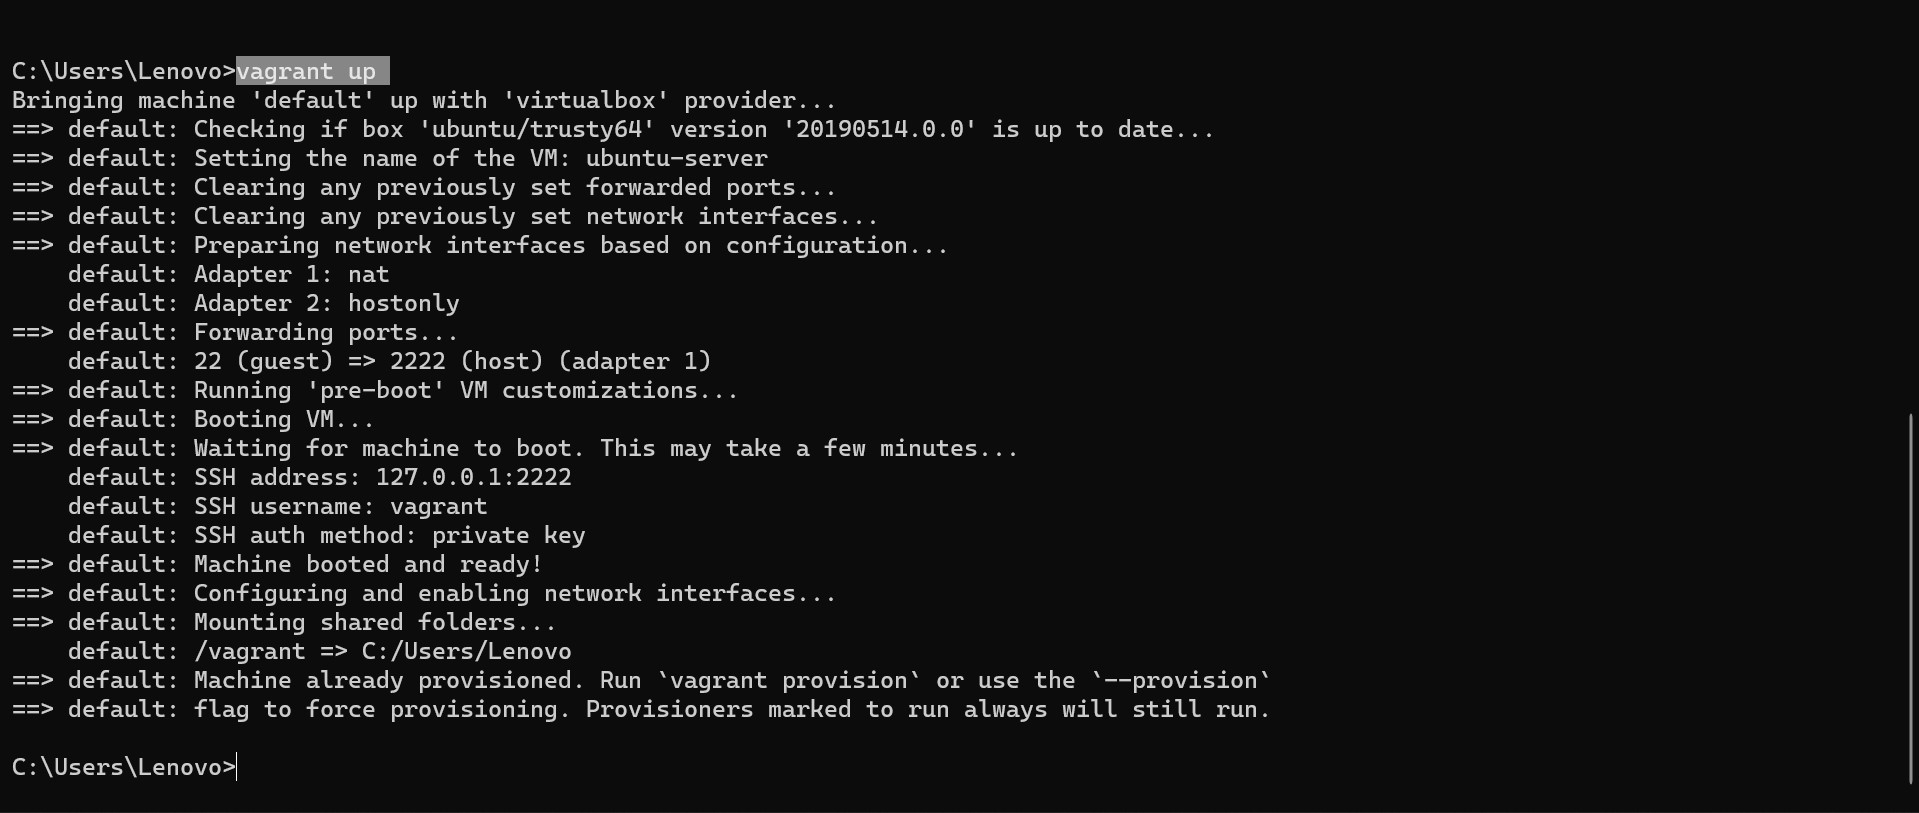 C:\Users\Lenovo>vagrant up
Bringing machine 'default' up with 'virtualbox' provider...
==> default: Checking if box 'ubuntu/trusty64' version '20190514.0.0' is up to date...
==> default: Setting the name of the VM: ubuntu-server
==> default: Clearing any previously set forwarded ports...
==> default: Clearing any previously set network interfaces...
==> default: Preparing network interfaces based on configuration...
    default: Adapter 1: nat
    default: Adapter 2: hostonly
==> default: Forwarding ports...
    default: 22 (guest) => 2222 (host) (adapter 1)
==> default: Running 'pre-boot' VM customizations...
==> default: Booting VM...
==> default: Waiting for machine to boot. This may take a few minutes...
    default: SSH address: 127.0.0.1:2222
    default: SSH username: vagrant
    default: SSH auth method: private key
==> default: Machine booted and ready!
==> default: Configuring and enabling network interfaces...
==> default: Mounting shared folders...
    default: /vagrant => C:/Users/Lenovo
==> default: Machine already provisioned. Run `vagrant provision` or use the `--provision`
==> default: flag to force provisioning. Provisioners marked to run always will still run.
C:\Users\Lenovo>